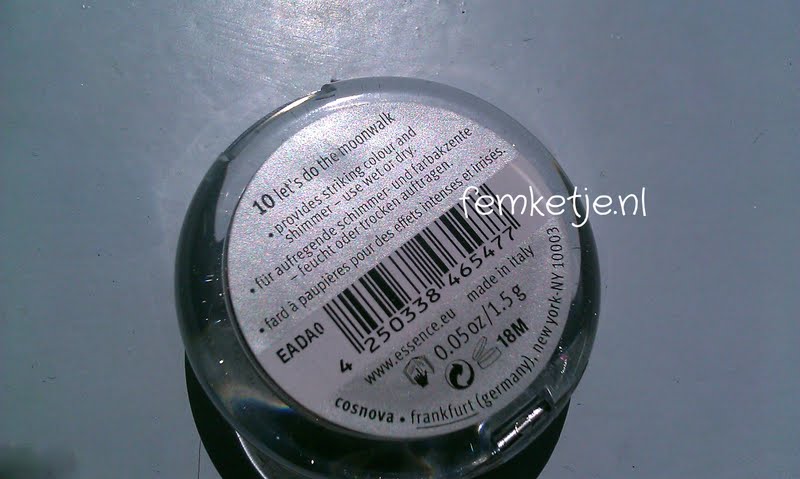 10 let's do the moonwalk
• provides striking colour and
shimmer – use wet or dry.
• für aufregende schimmer- und farbakzente
– feucht oder trocken auftragen.
• fard à paupières pour des effets intenses et irisés.
femketje.nl
EADA0
4 250338 465477
www.essence.eu made in italy
0.05 oz/1.5 g
18M
cosnova • frankfurt (germany), new york-NY 10003